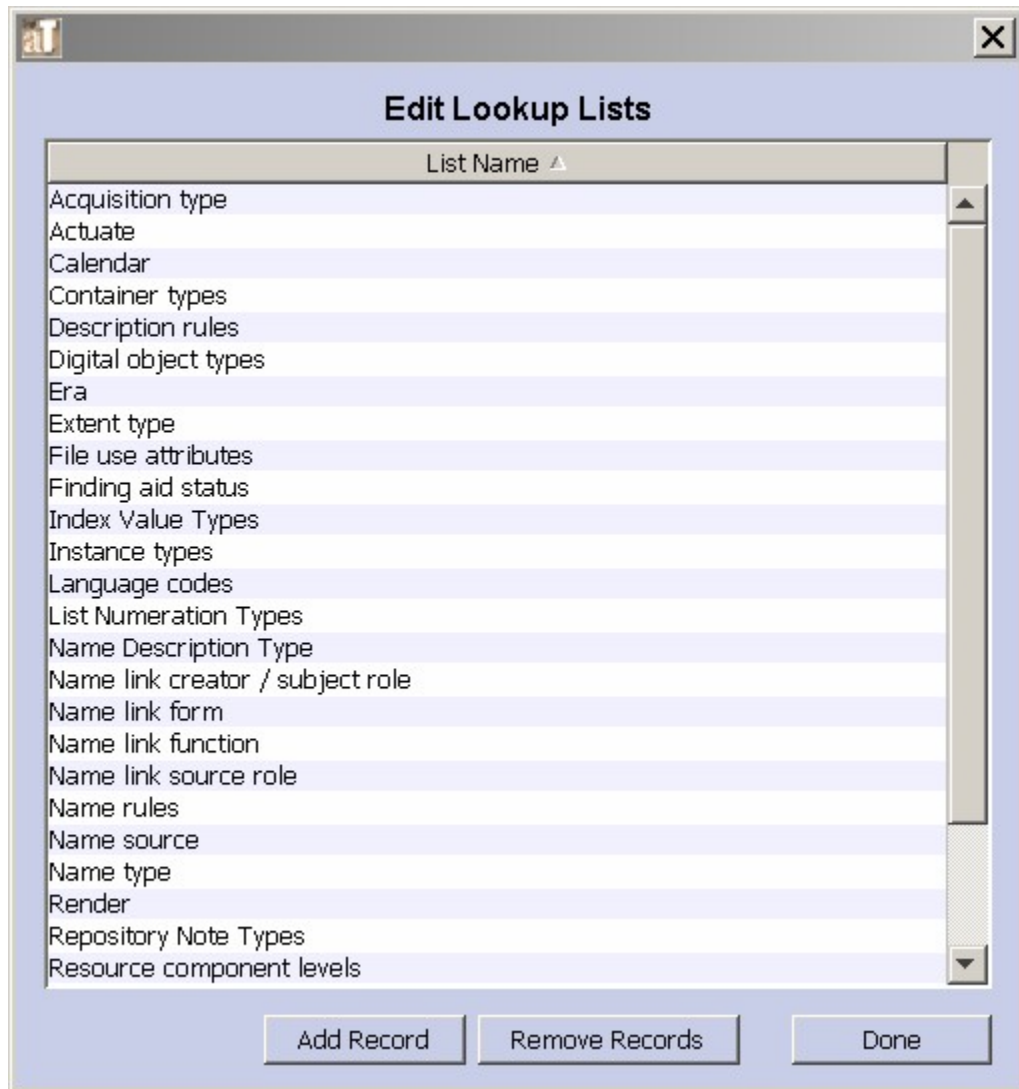 aT
Edit Lookup Lists
List Name
Acquisition type
Actuate
Calendar
Container types
Description rules
Digital object types
Era
Extent type
File use attributes
Finding aid status
Index Value Types
Instance types
Language codes
List Numeration Types
Name Description Type
Name link creator / subject role
Name link form
Name link function
Name link source role
Name rules
Name source
Name type
Render
Repository Note Types
Resource component levels
Add Record Remove Records Done